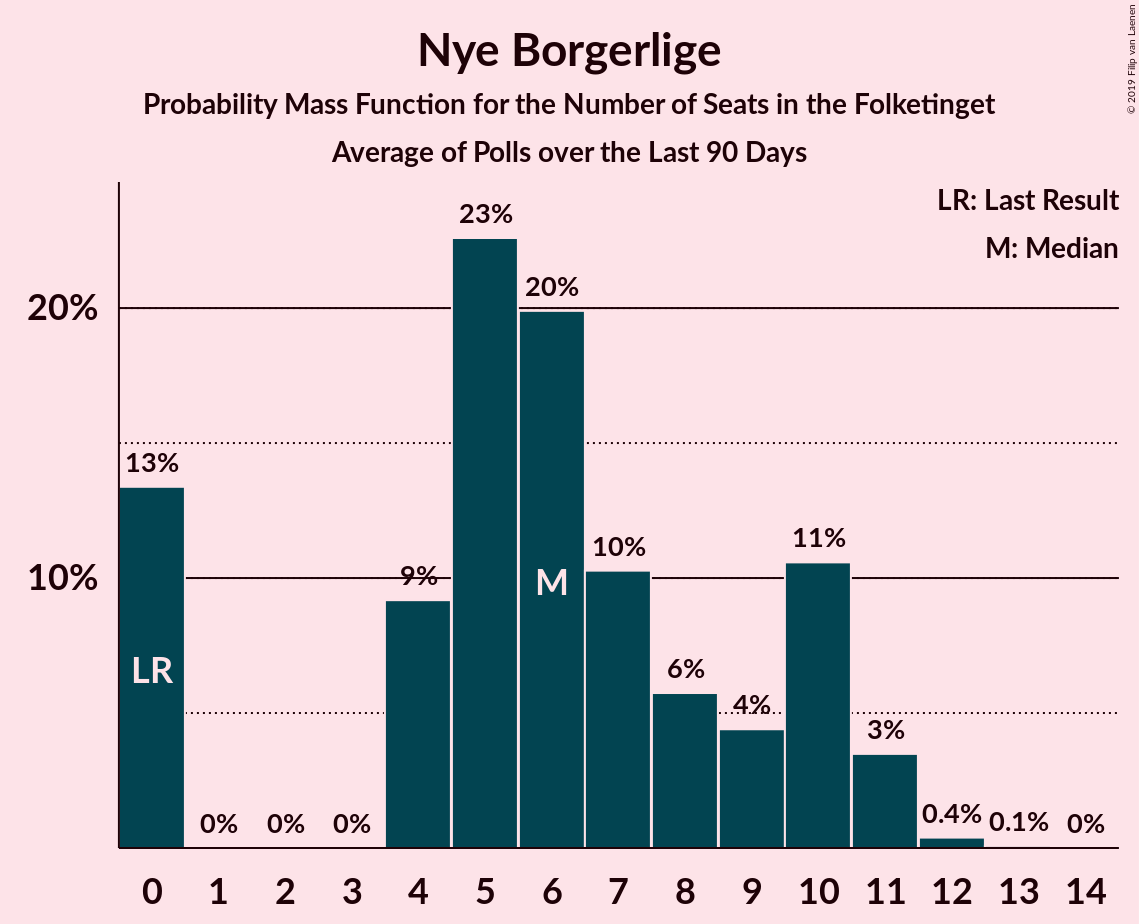 Nye Borgerlige
Probability Mass Function for the Number of Seats in the Folketinget
Average of Polls over the Last 90 Days
© 2019 Filip van Laenen
LR: Last Result
M: Median
23%
20%
20%
13%
11%
10%
10%
9%
M
LR
6%
4%
3%
0%
0%
0%
0.4%
0.1%
0%
0 1 2 3 4 5 6 7 8 9 10 11 12 13 14